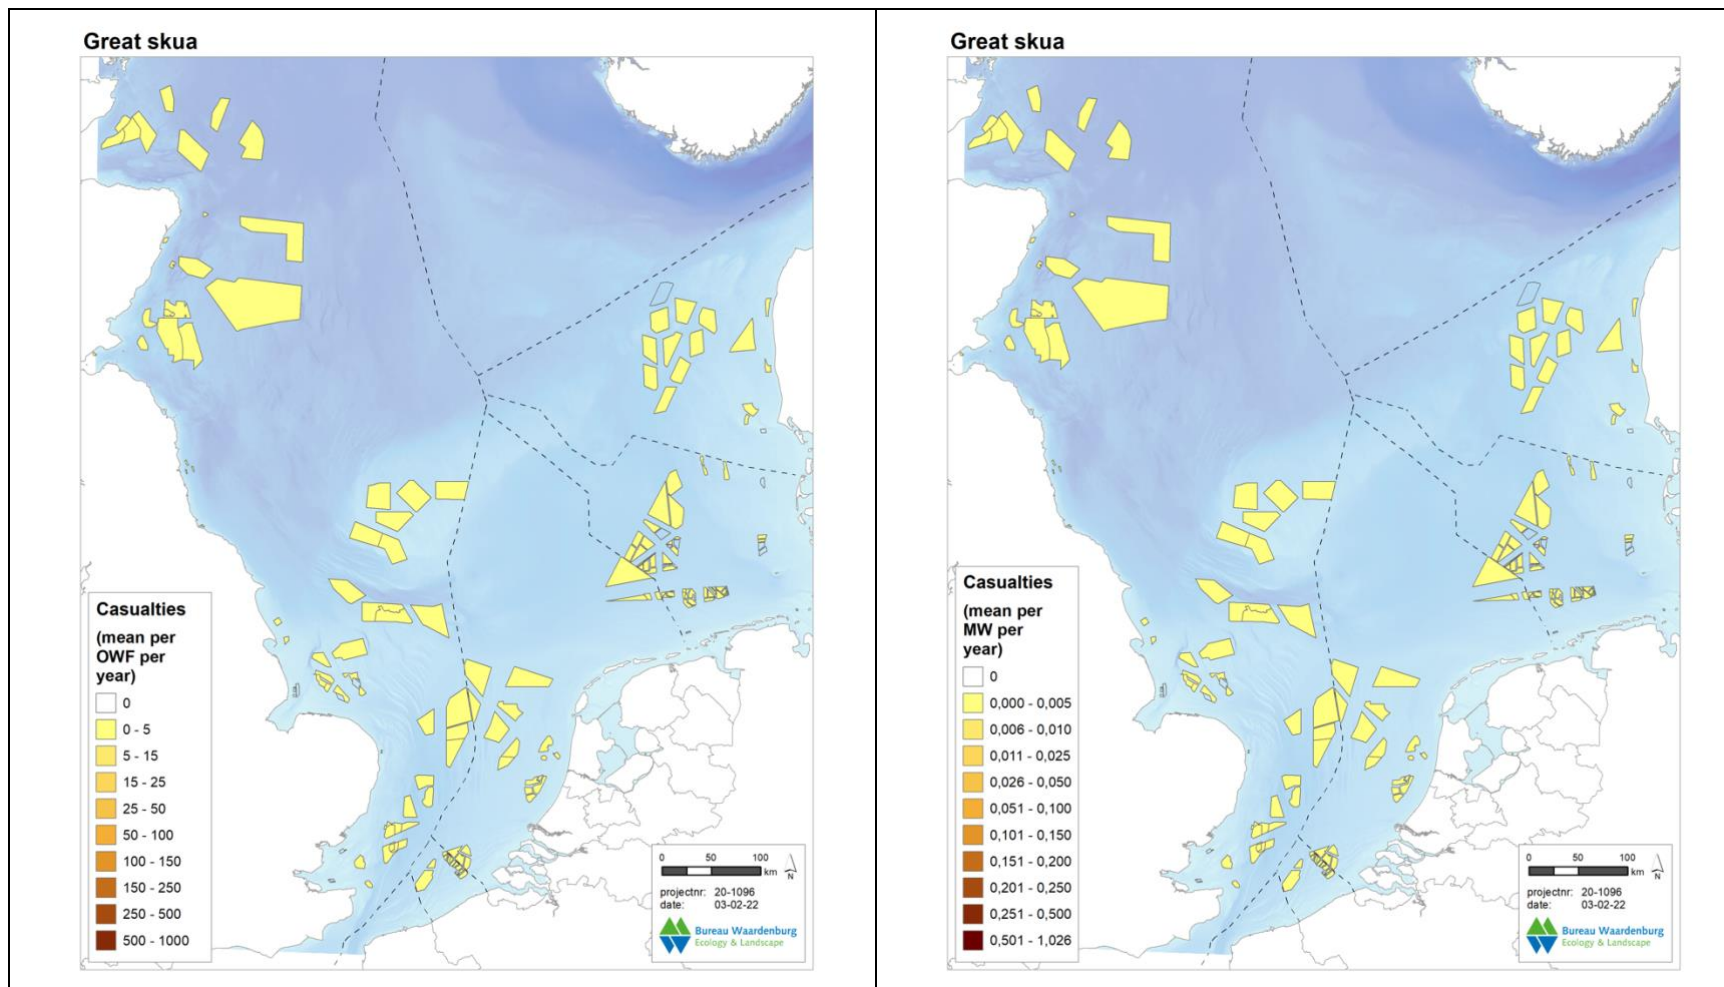 Great skua
Casualties
(mean per
OWF per
year)
0
0 - 5
5 - 15
15 - 25
25 - 50
50 - 100
100 - 150
150 - 250
250 - 500
500 - 1000
0 50 100
km
N
projectnr: 20-1096
date: 03-02-22
Bureau Waardenburg
Ecology & Landscape
Great skua
Casualties
(mean per
MW per
year)
0
0,000 - 0,005
0,006 - 0,010
0,011 - 0,025
0,026 - 0,050
0,051 - 0,100
0,101 - 0,150
0,151 - 0,200
0,201 - 0,250
0,251 - 0,500
0,501 - 1,026
0 50 100
km
N
projectnr: 20-1096
date: 03-02-22
Bureau Waardenburg
Ecology & Landscape